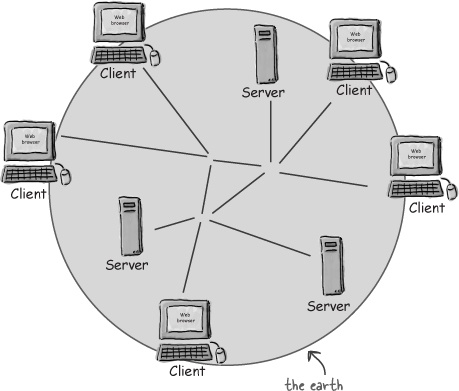 Web
browser
Client
Server
Web
browser
Client
Web
browser
Client
Web
browser
Client
Server
Server
Web
browser
Client
the earth